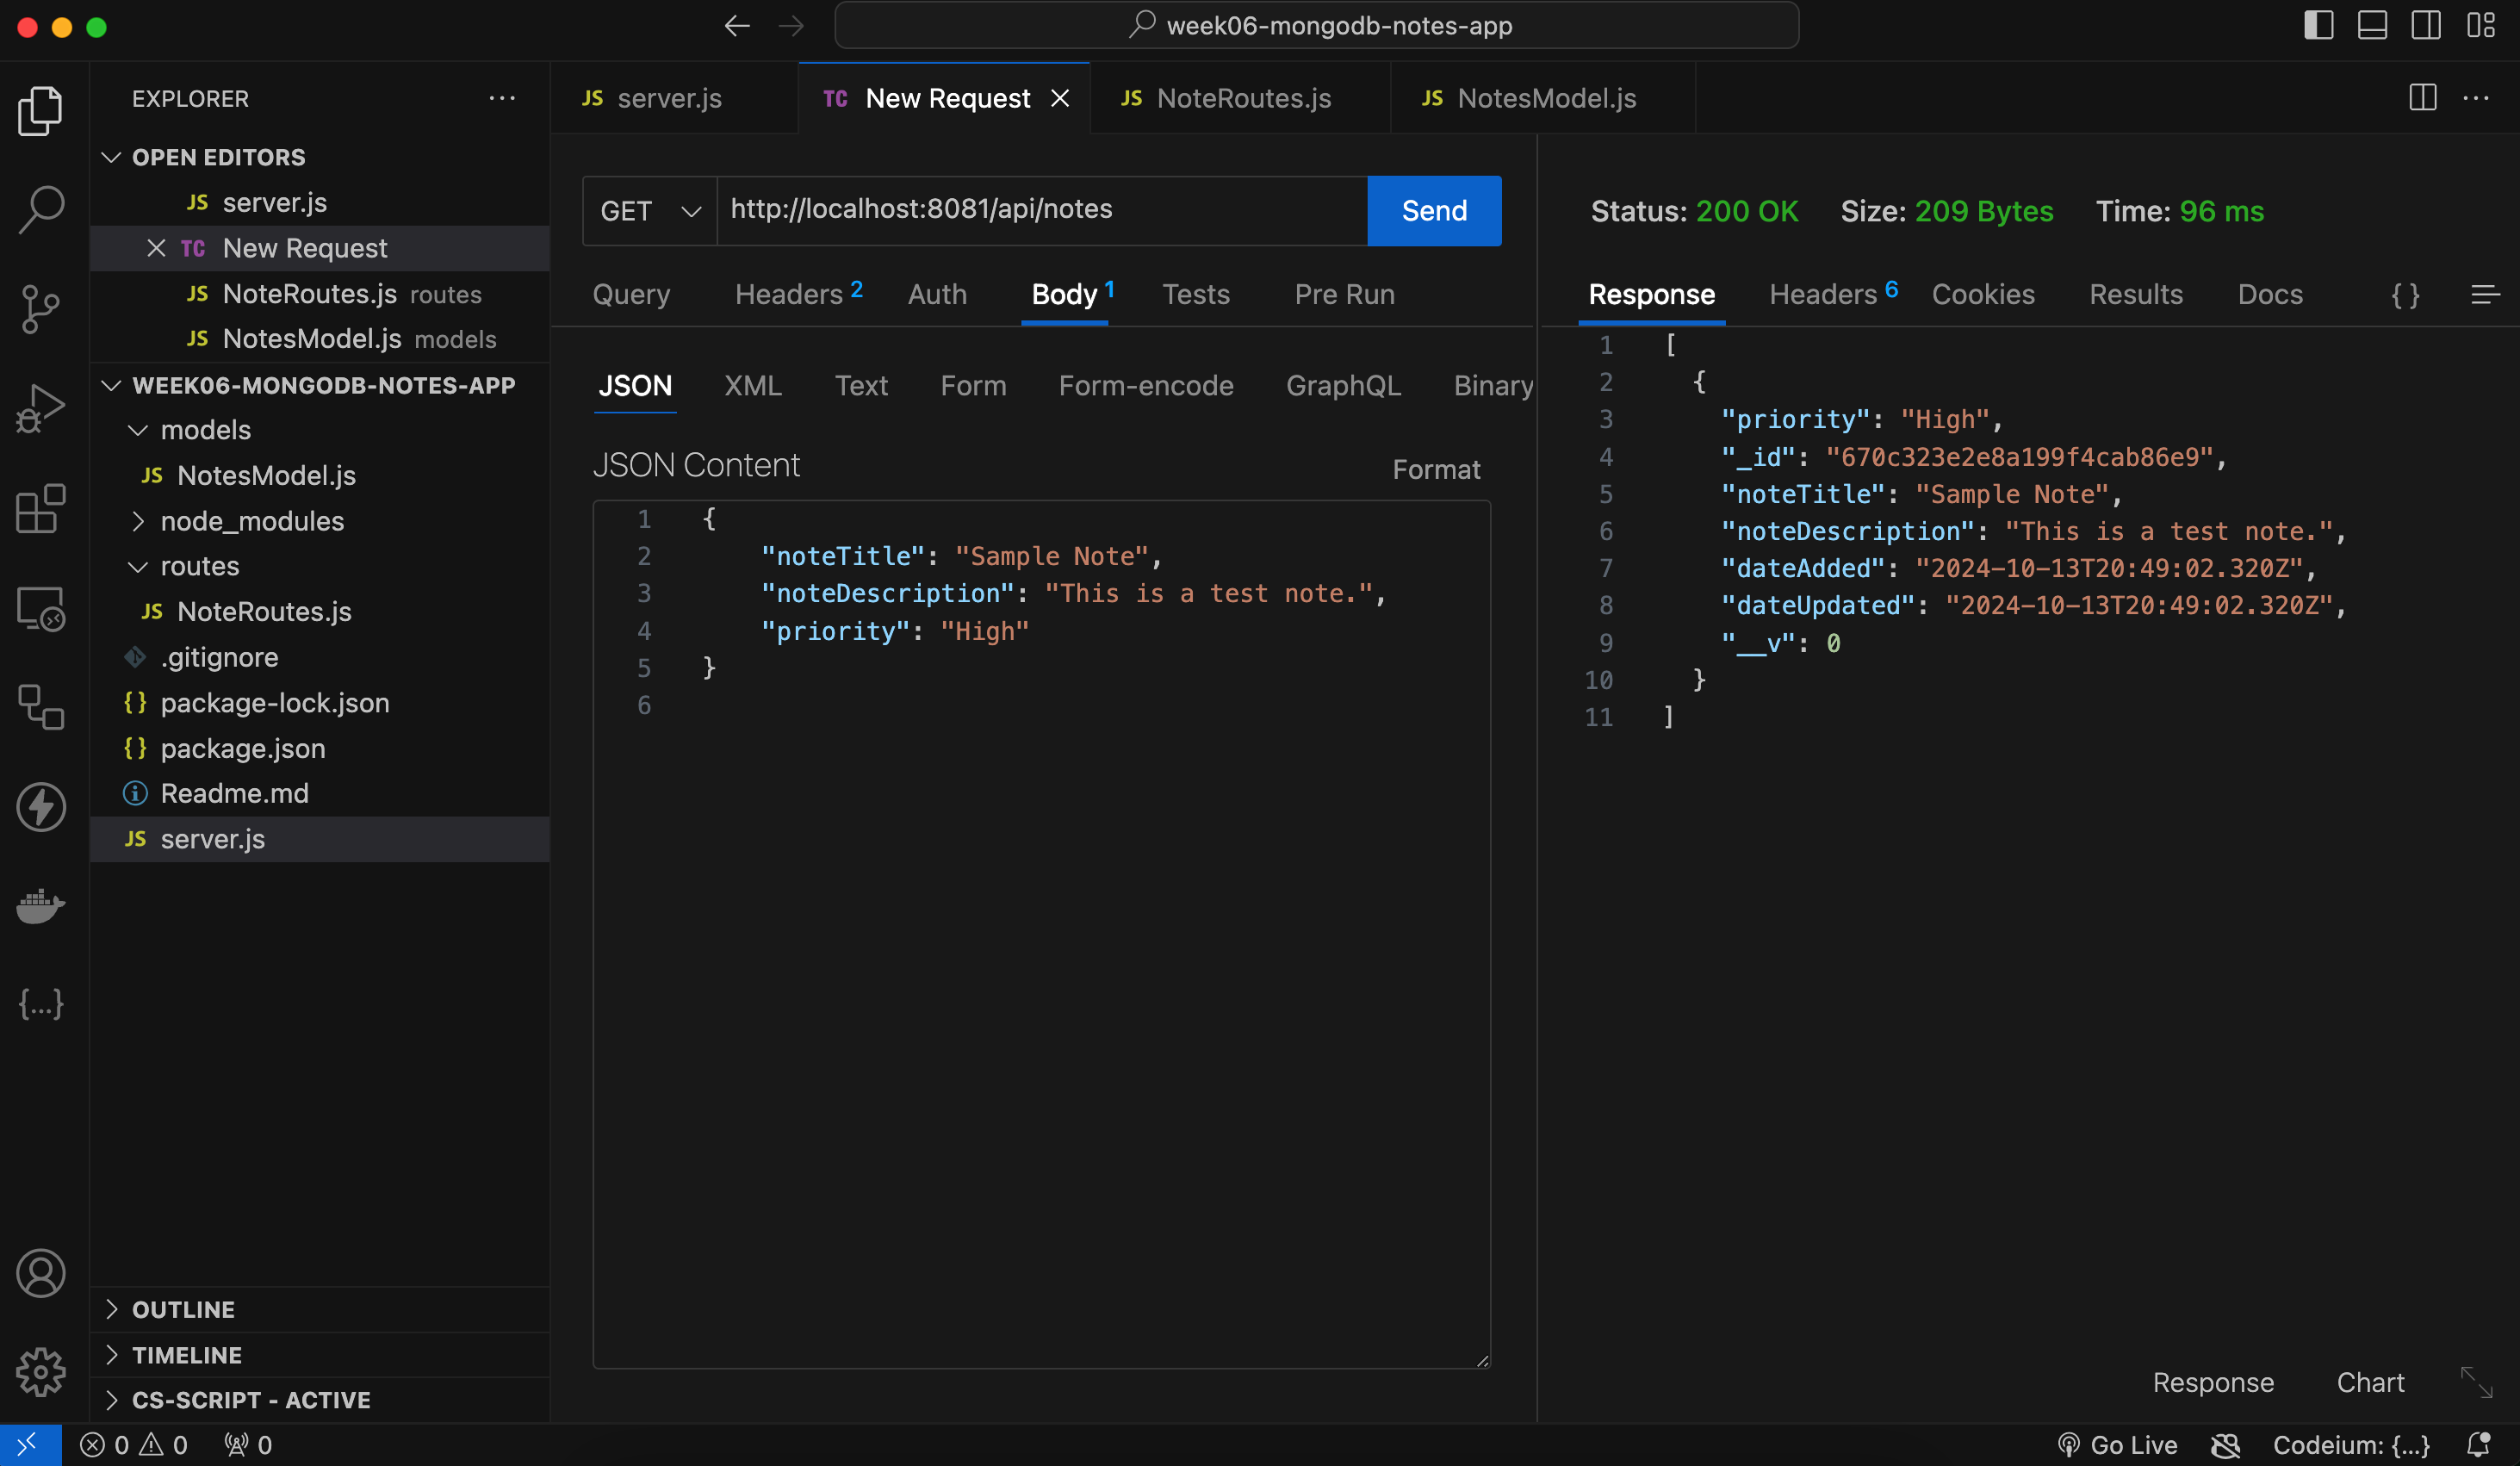 week06-mongodb-notes-app
EXPLORER
OPEN EDITORS
JS server.js
TC New Request
JS NoteRoutes.js routes
JS NotesModel.js models
WEEK06-MONGODB-NOTES-APP
models
JS NotesModel.js
node_modules
routes
JS NoteRoutes.js
.gitignore
{} package-lock.json
{} package.json
Readme.md
JS server.js
OUTLINE
TIMELINE
CS-SCRIPT - ACTIVE
JS server.js
TC New Request
JS NoteRoutes.js
JS NotesModel.js
GET http://localhost:8081/api/notes Send
Query Headers 2 Auth Body 1 Tests Pre Run
JSON XML Text Form Form-encode GraphQL Binary
JSON Content Format
1 {
2 "noteTitle": "Sample Note",
3 "noteDescription": "This is a test note.",
4 "priority": "High"
5 }
6
Status: 200 OK Size: 209 Bytes Time: 96 ms
Response Headers 6 Cookies Results Docs {}
1 [
2 {
3 "priority": "High",
4 "_id": "670c323e2e8a199f4cab86e9",
5 "noteTitle": "Sample Note",
6 "noteDescription": "This is a test note.",
7 "dateAdded": "2024-10-13T20:49:02.320Z",
8 "dateUpdated": "2024-10-13T20:49:02.320Z",
9 "__v": 0
10 }
11 ]
Response Chart
0 0 0 Go Live Codeium: {...}